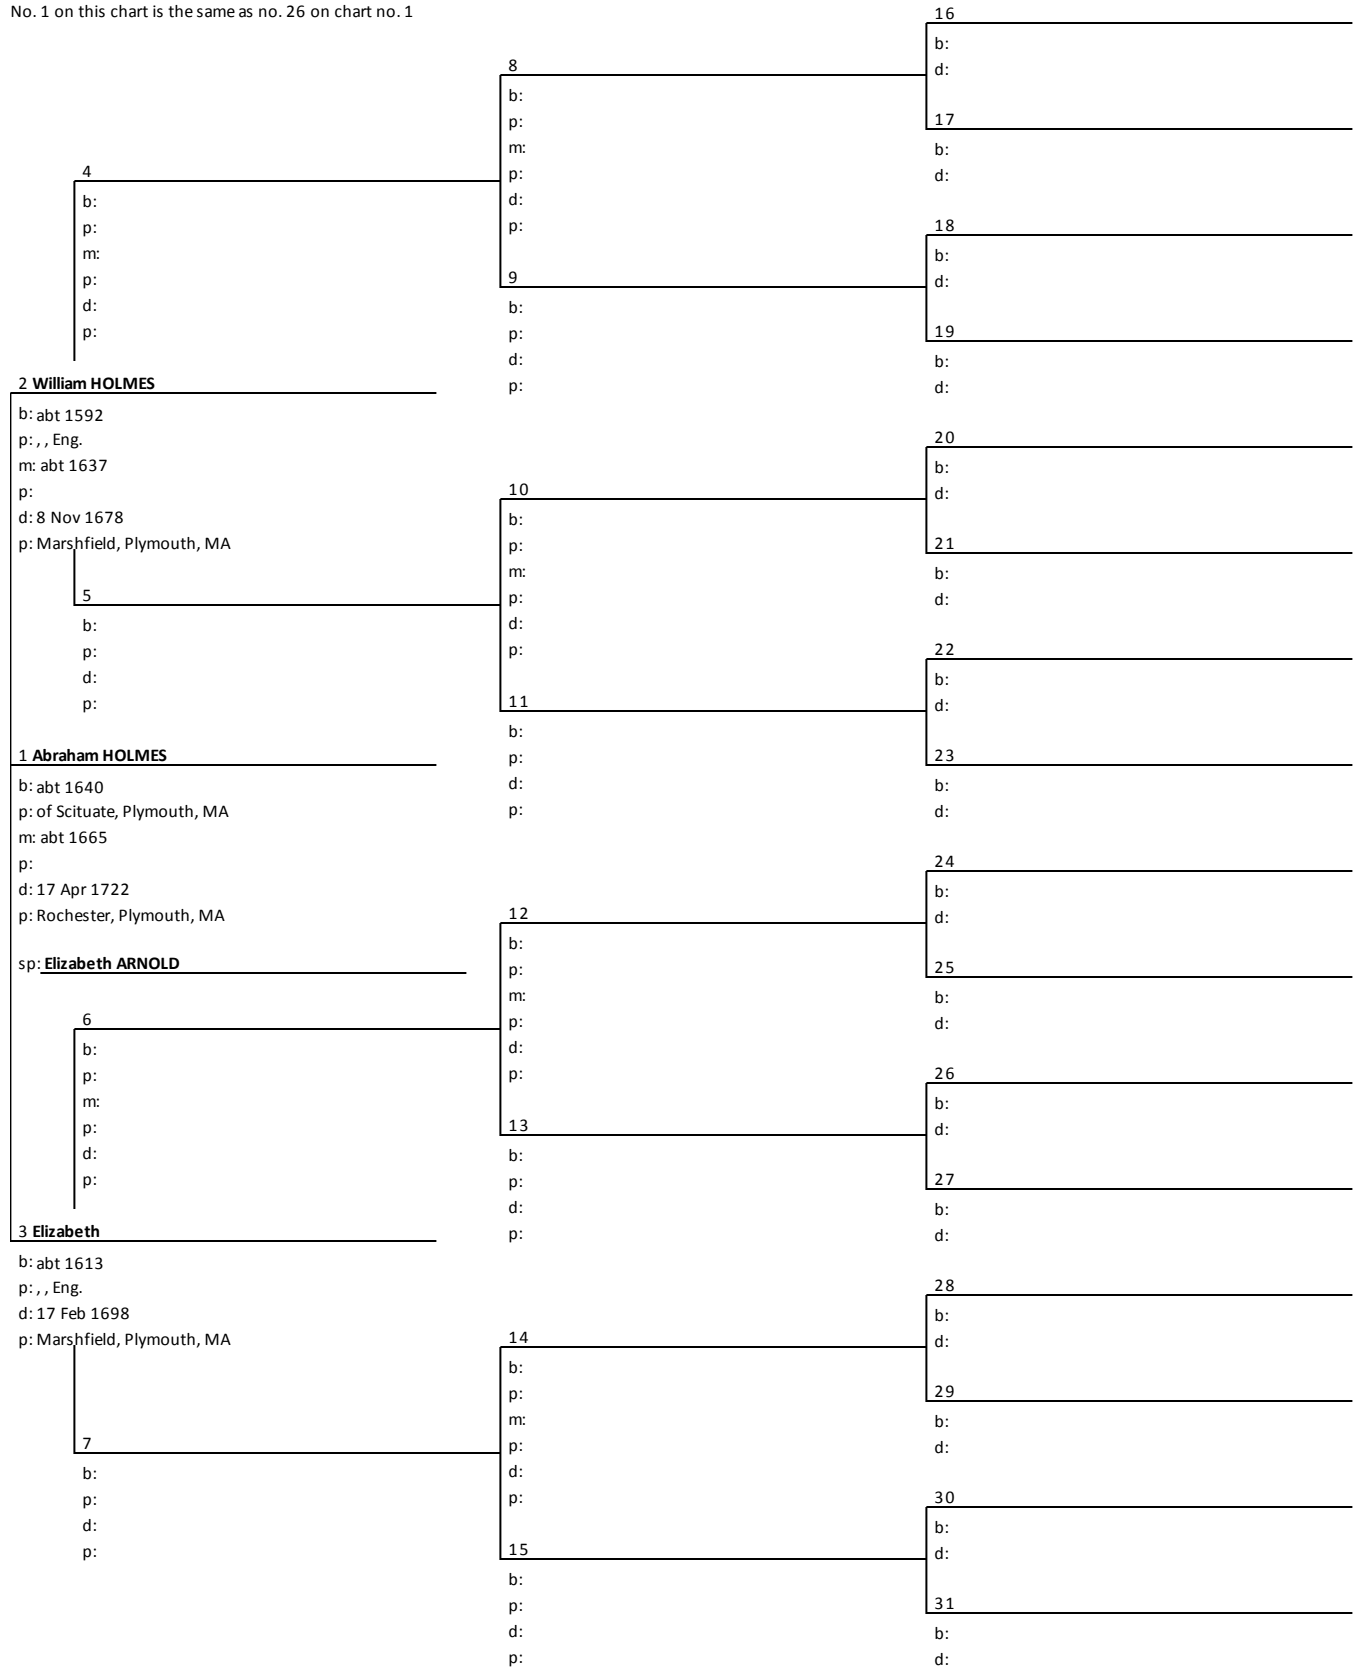 No. 1 on this chart is the same as no. 26 on chart no. 1
2 William HOLMES
b: abt 1592
p: , , Eng.
m: abt 1637
p:
d: 8 Nov 1678
p: Marshfield, Plymouth, MA
1 Abraham HOLMES
b: abt 1640
p: of Scituate, Plymouth, MA
m: abt 1665
p:
d: 17 Apr 1722
p: Rochester, Plymouth, MA
sp: Elizabeth ARNOLD
3 Elizabeth
b: abt 1613
p: , , Eng.
d: 17 Feb 1698
p: Marshfield, Plymouth, MA
4
b:
p:
m:
p:
d:
p:
5
b:
p:
d:
p:
6
b:
p:
m:
p:
d:
p:
7
b:
p:
d:
p:
8
b:
p:
m:
p:
d:
p:
9
b:
p:
d:
p:
10
b:
p:
m:
p:
d:
p:
11
b:
p:
d:
p:
12
b:
p:
m:
p:
d:
p:
13
b:
p:
d:
p:
14
b:
p:
m:
p:
d:
p:
15
b:
p:
d:
p:
16
b:
d:
17
b:
d:
18
b:
d:
19
b:
d:
20
b:
d:
21
b:
d:
22
b:
d:
23
b:
d:
24
b:
d:
25
b:
d:
26
b:
d:
27
b:
d:
28
b:
d:
29
b:
d:
30
b:
d:
31
b:
d: